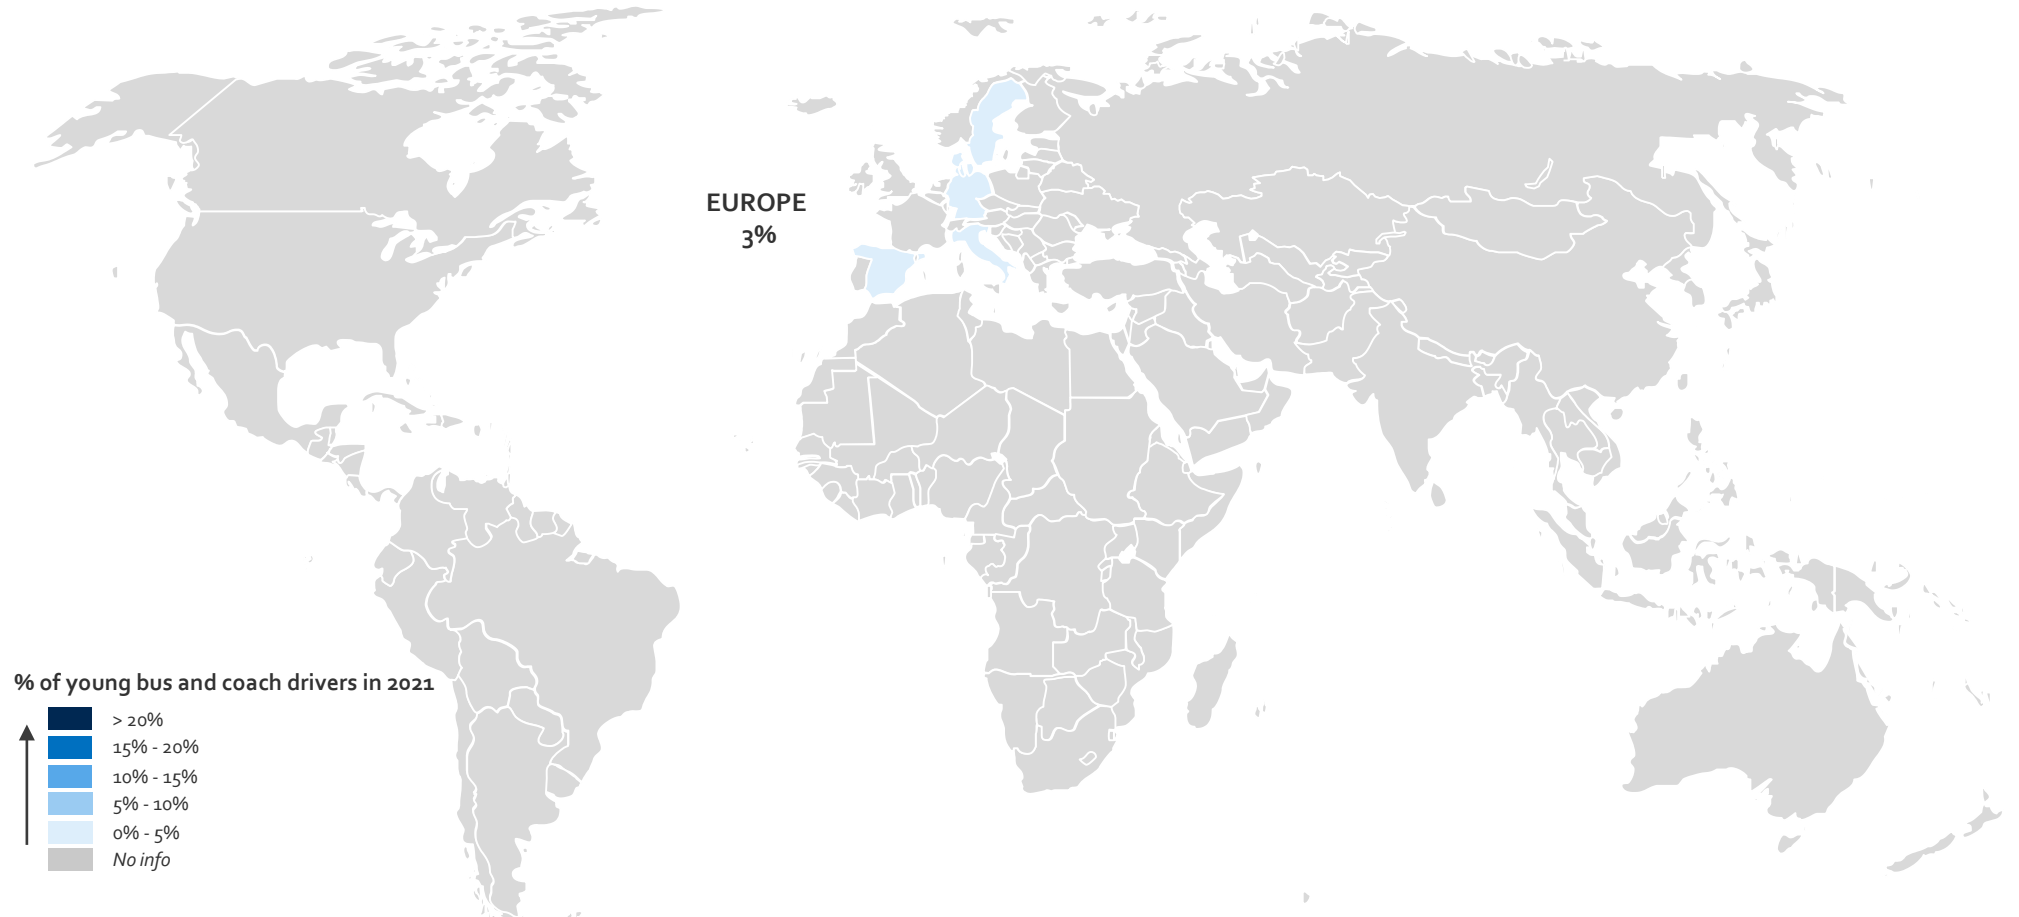 EUROPE
3%
% of young bus and coach drivers in 2021
> 20%
15% - 20%
10% - 15%
5% - 10%
0% - 5%
No info